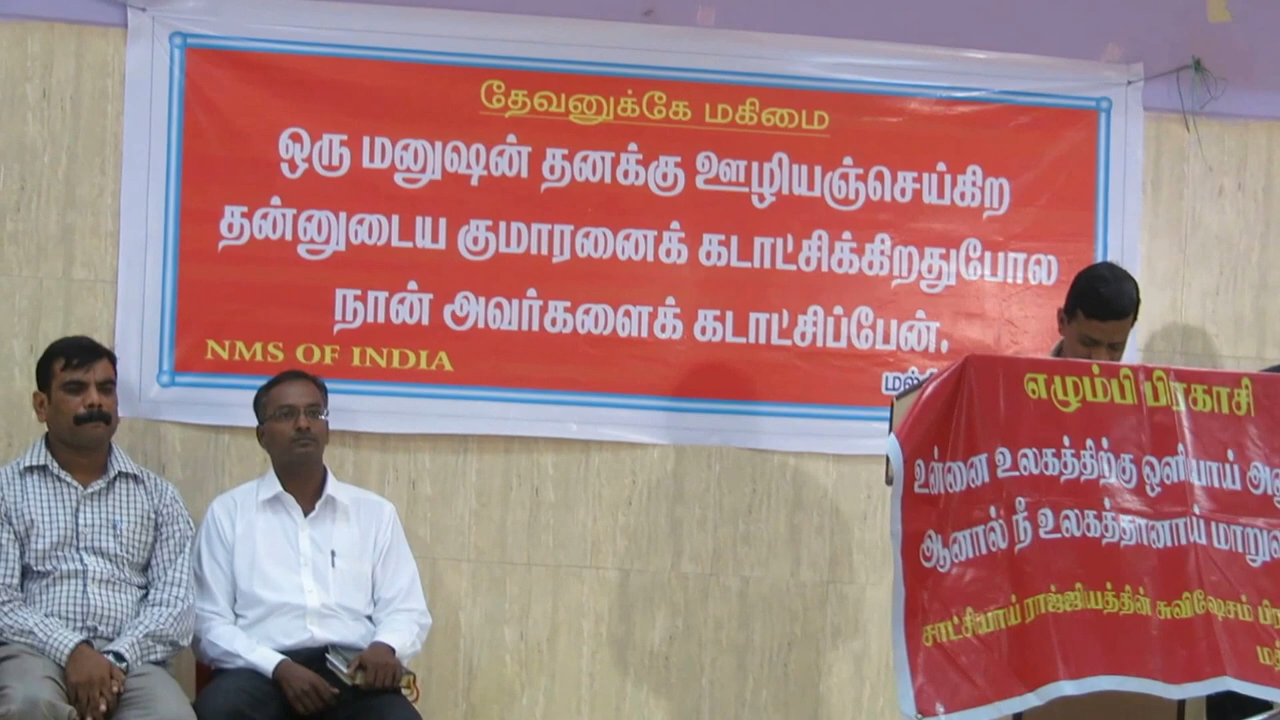 தேவனுக்கே மகிமை
ஒரு மனுஷன் தனக்கு ஊழியஞ்செய்கிற
தன்னுடைய குமாரனைக் கடாட்சிக்கிறதுபோல
நான் அவர்களைக் கடாட்சிப்பேன்.
NMS OF INDIA
எழும்பி பிரகாசி
உன்னை உலகத்திற்கு ஒளியாய்
ஆனால் நீ உலகத்தானாய்
சாட்சியாய் ராஜ்ஜியத்தின் சுவிஷேசம்